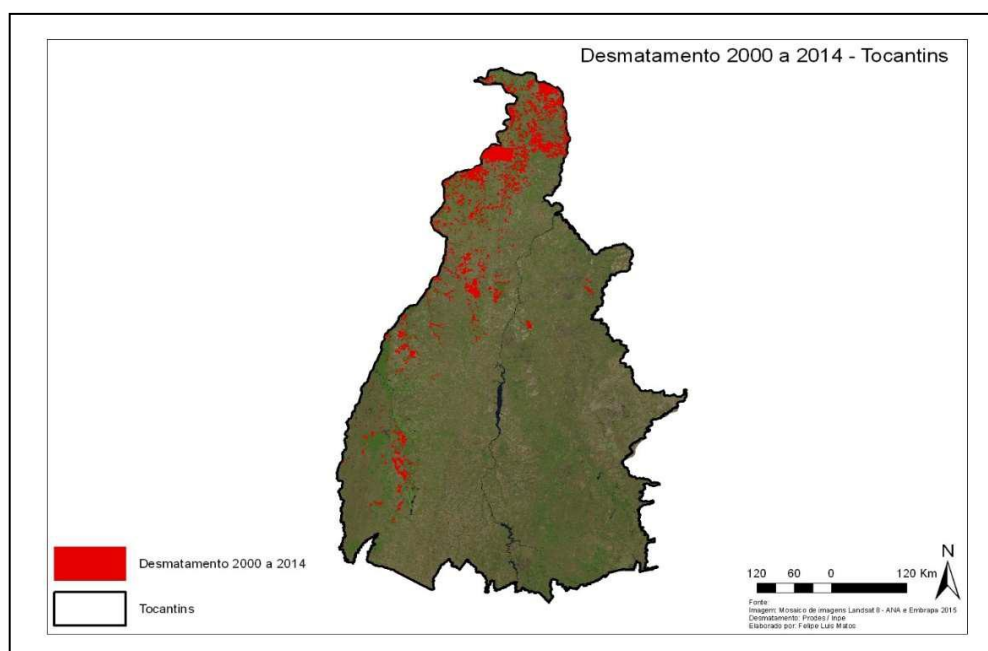 Desmatamento 2000 a 2014 - Tocantins
Desmatamento 2000 a 2014
Tocantins
N
120 60 0 120 Km
Fonte:
Imagem: Mosaico de imagens Landsat 8 - ANA e Embrapa 2015
Desmatamento: Prodes / Inpe
Elaborado por: Felipe Luis Matos